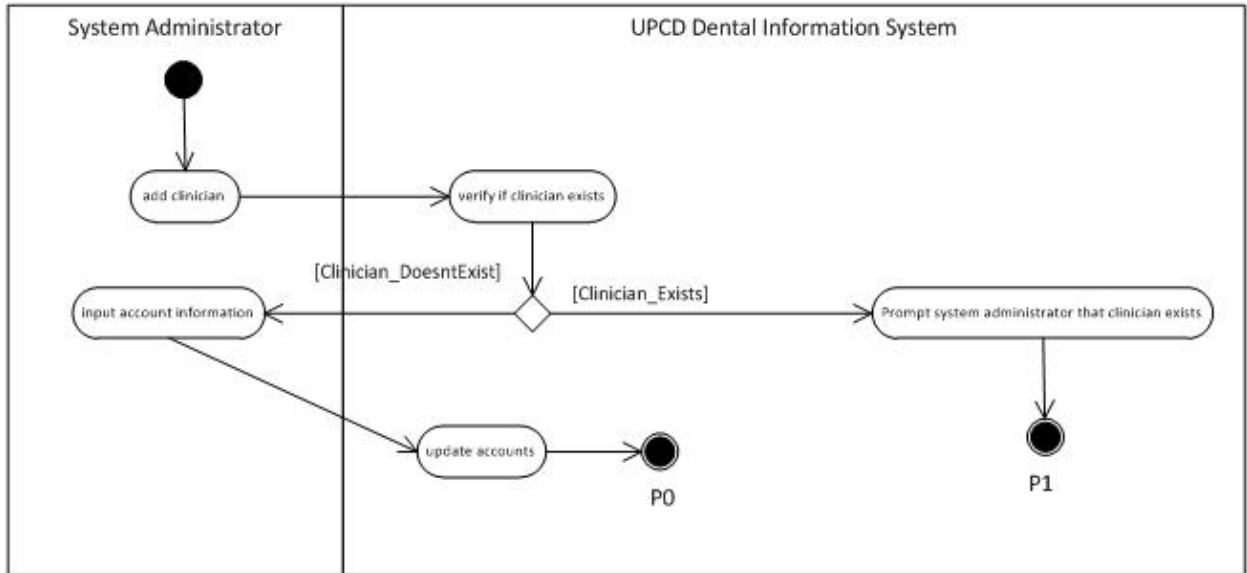 System Administrator
UPCD Dental Information System
add clinician
verify if clinician exists
[Clinician_DoesntExist]
[Clinician_Exists]
input account information
Prompt system administrator that clinician exists
update accounts
P0
P1